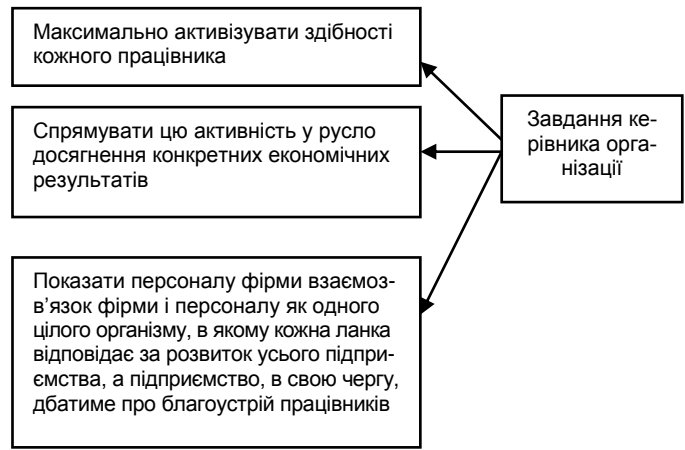 Максимально активізувати здібності
кожного працівника
Спрямувати цю активність у русло
досягнення конкретних економічних
результатів
Завдання ке-
рівника орга-
нізації
Показати персоналу фірми взаємоз-
в’язок фірми і персоналу як одного
цілого організму, в якому кожна ланка
відповідає за розвиток усього підпри-
ємства, а підприємство, в свою чергу,
дбатиме про благоустрій працівників